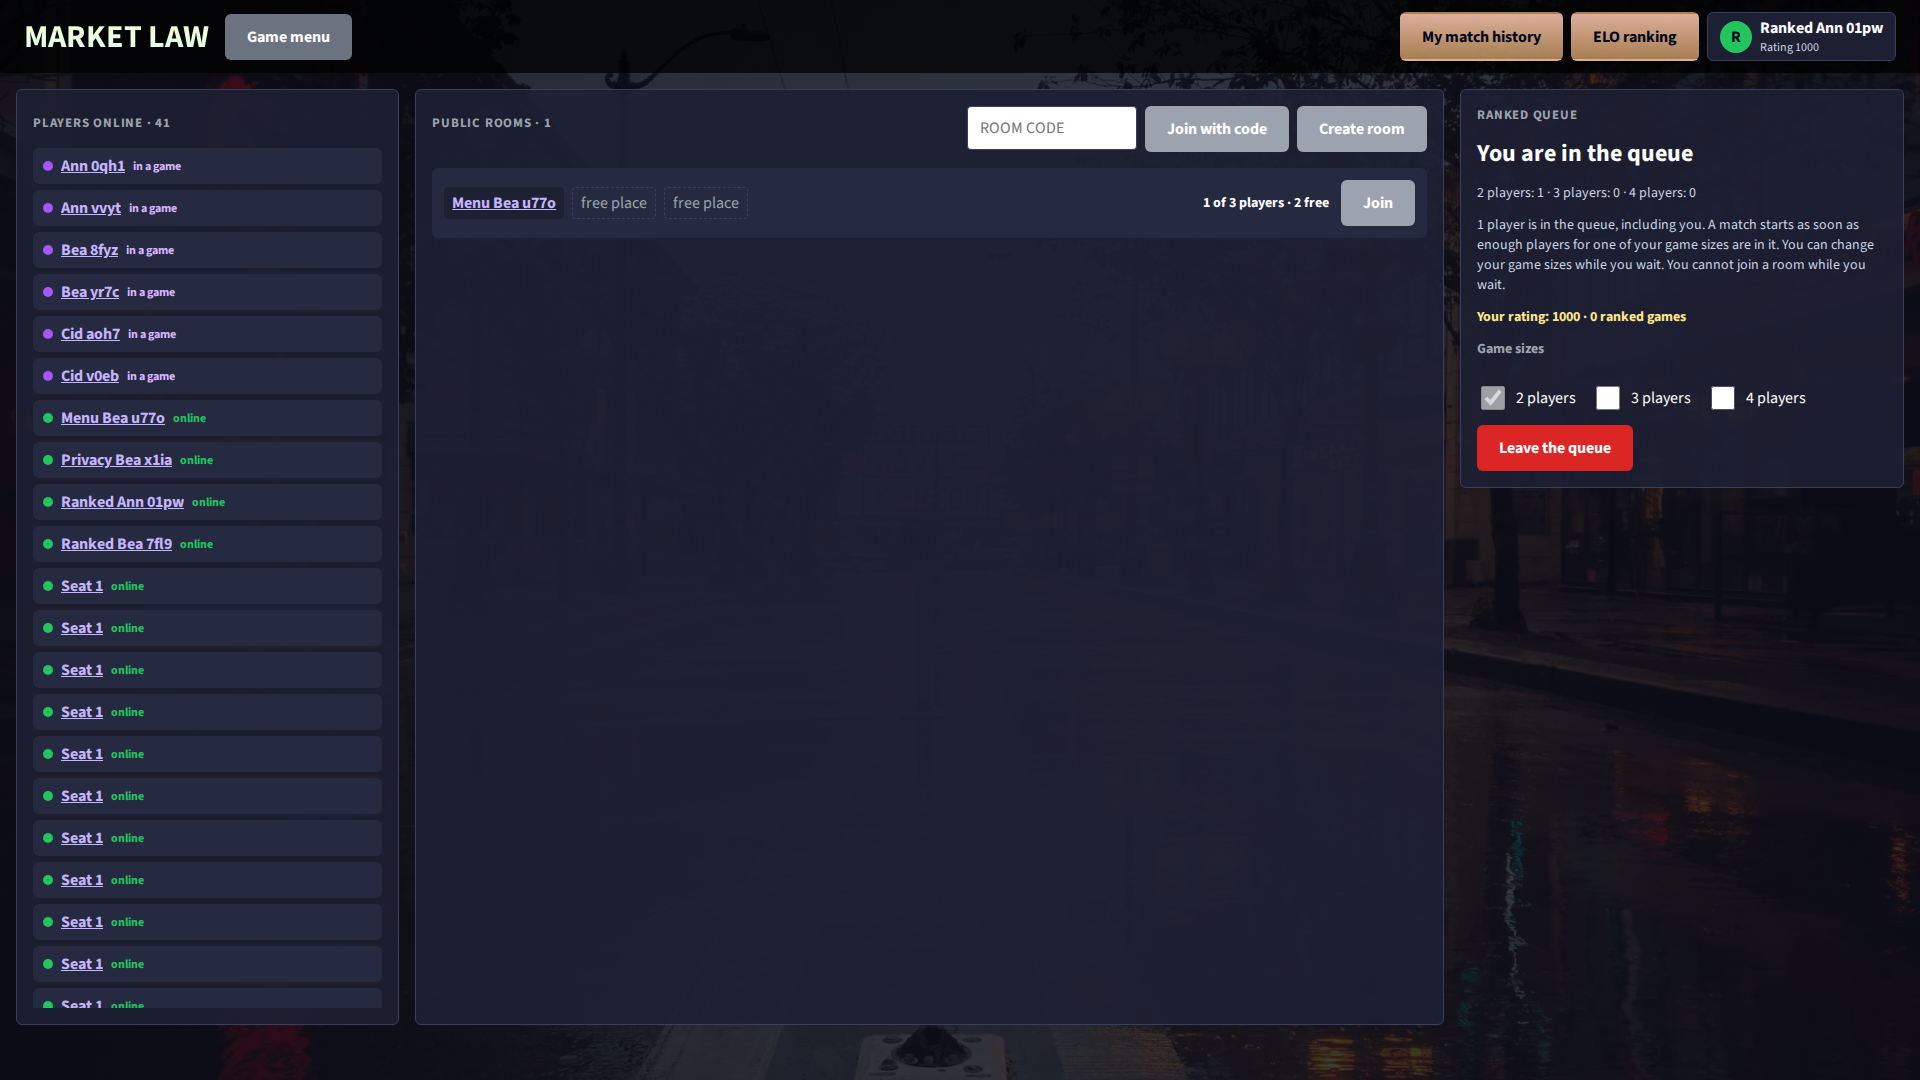 MARKET LAW
Game menu
My match history
ELO ranking
R
Ranked Ann 01pw
Rating 1000
PLAYERS ONLINE · 41
Ann 0qh1 in a game
Ann vvyt in a game
Bea 8fyz in a game
Bea yr7c in a game
Cid aoh7 in a game
Cid v0eb in a game
Menu Bea u77o online
Privacy Bea x1ia online
Ranked Ann 01pw online
Ranked Bea 7fl9 online
Seat 1 online
Seat 1 online
Seat 1 online
Seat 1 online
Seat 1 online
Seat 1 online
Seat 1 online
Seat 1 online
Seat 1 online
Seat 1 online
Seat 1 online
PUBLIC ROOMS · 1
ROOM CODE
Join with code
Create room
Menu Bea u77o
free place
free place
1 of 3 players · 2 free
Join
RANKED QUEUE
You are in the queue
2 players: 1 · 3 players: 0 · 4 players: 0
1 player is in the queue, including you. A match starts as soon as
enough players for one of your game sizes are in it. You can change
your game sizes while you wait. You cannot join a room while you
wait.
Your rating: 1000 · 0 ranked games
Game sizes
2 players
3 players
4 players
Leave the queue